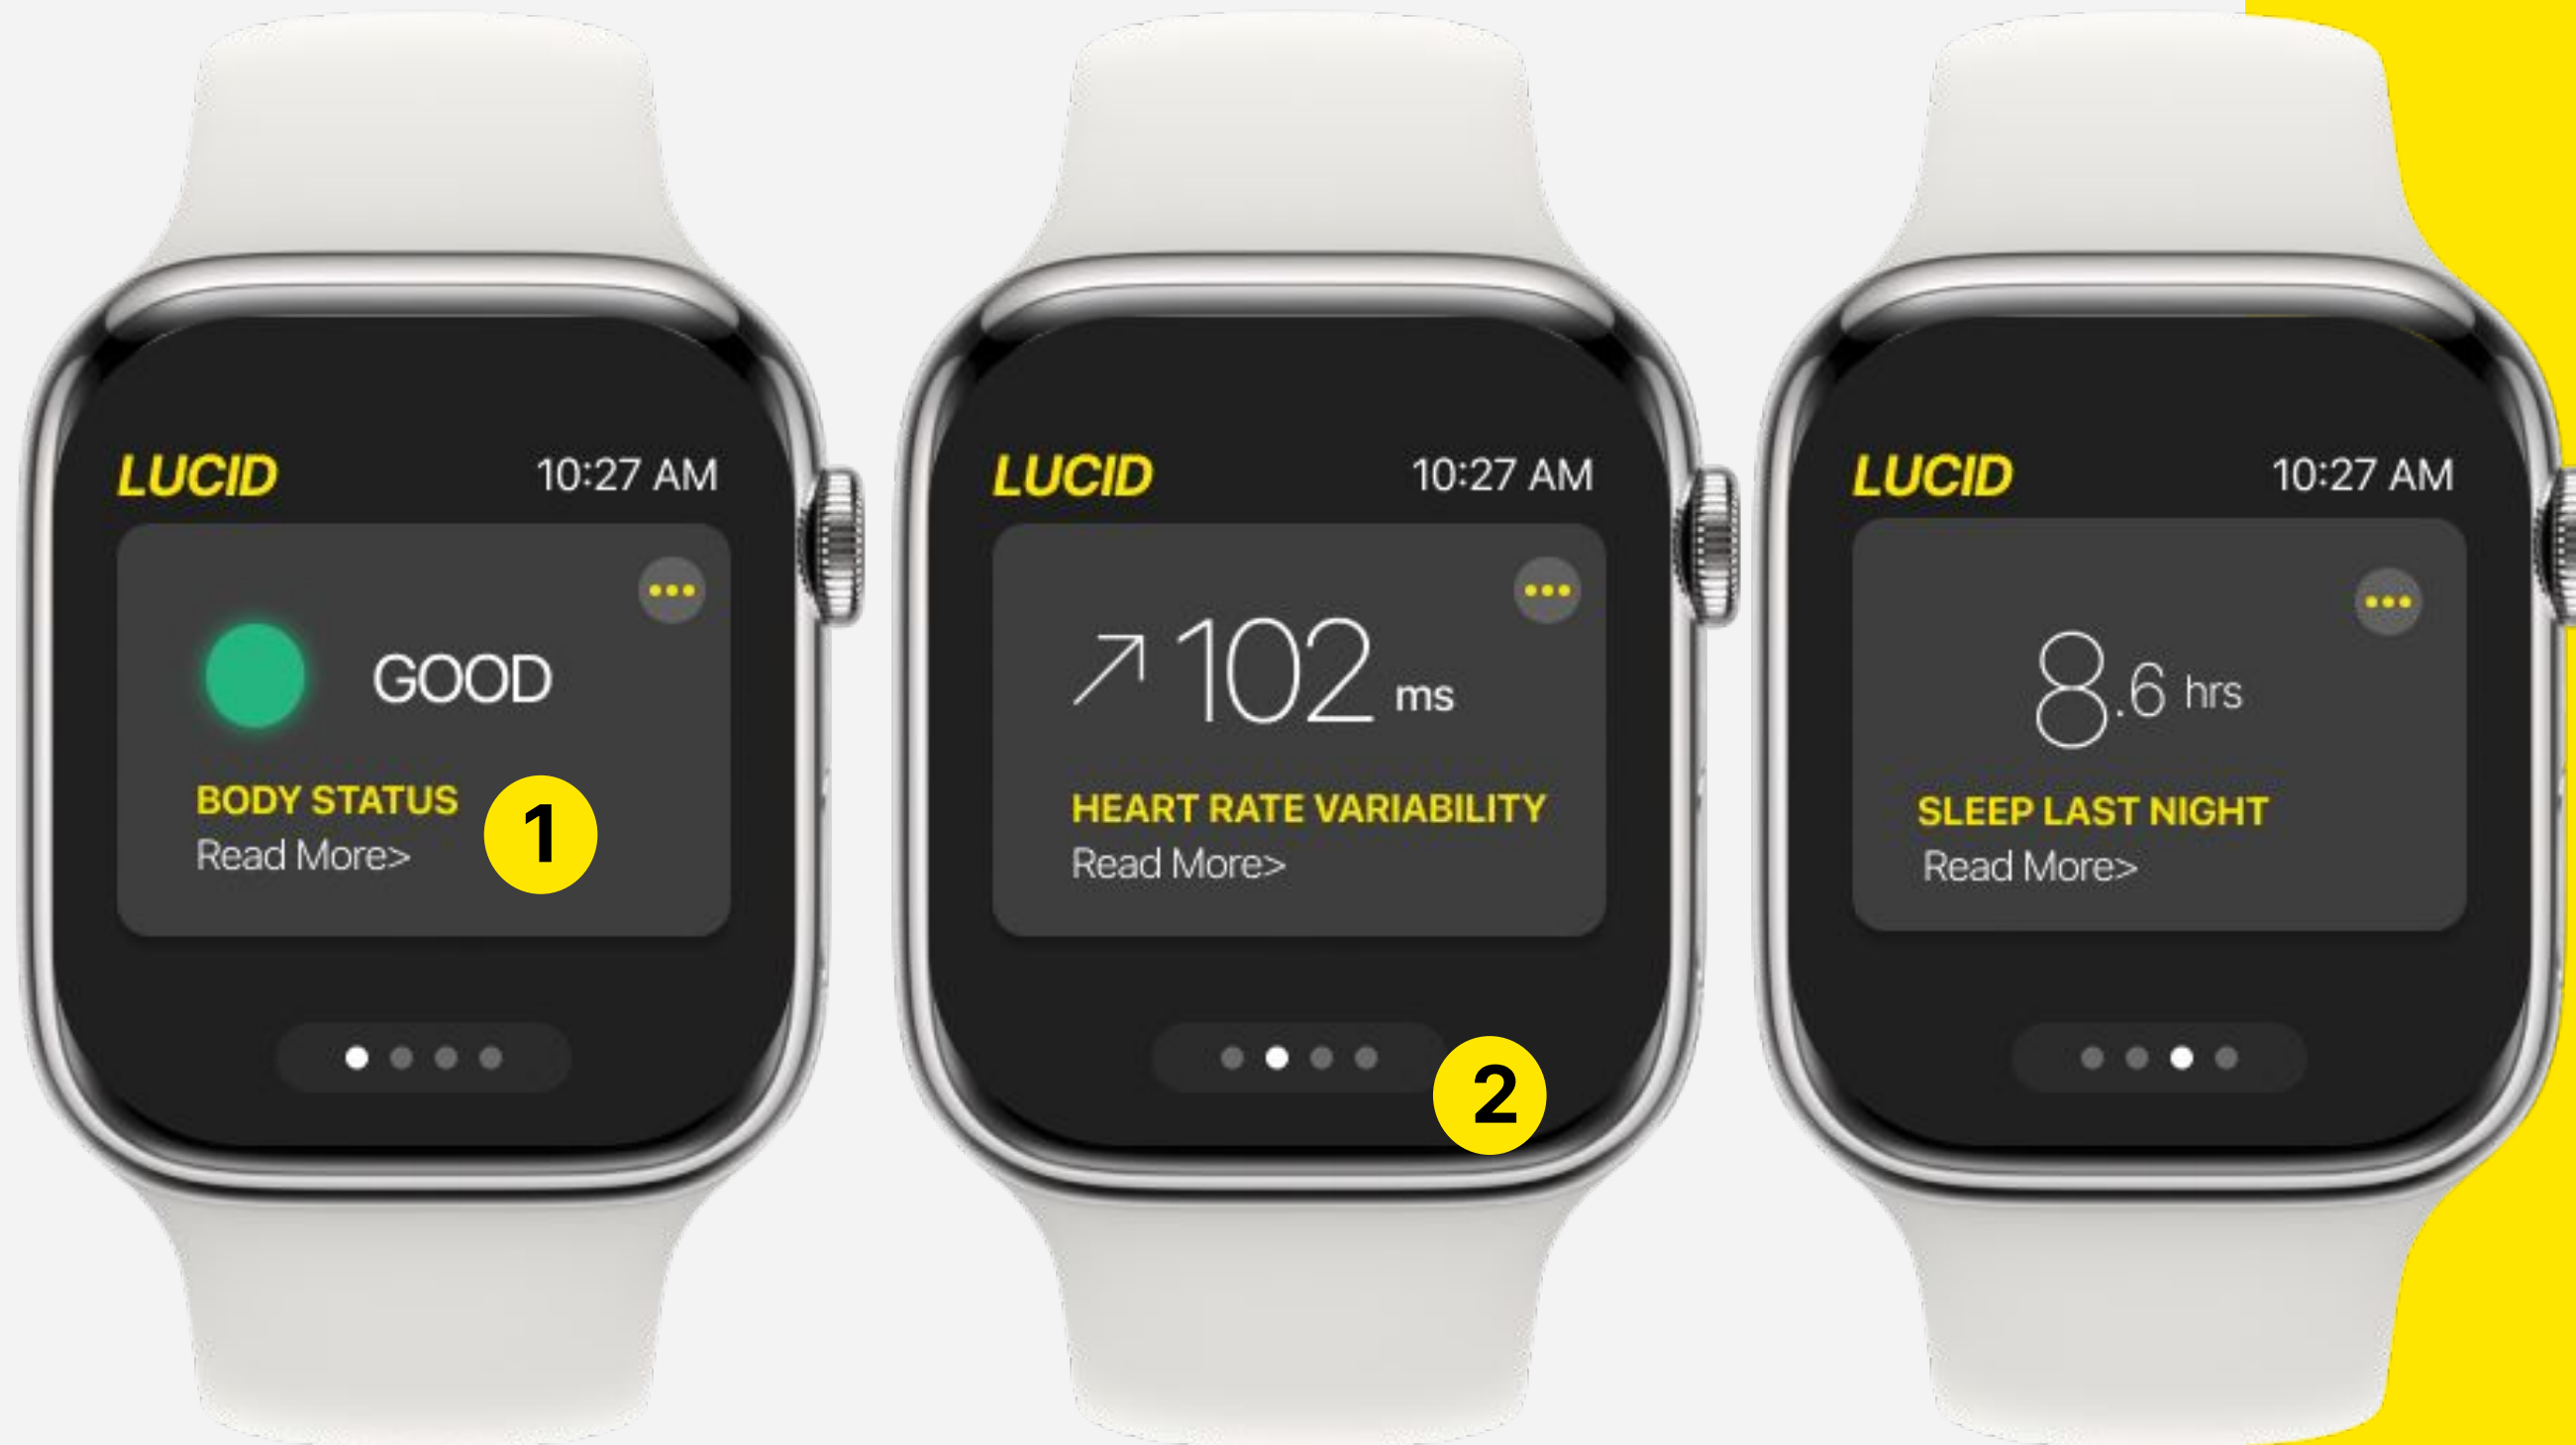 LUCID 10:27 AM
GOOD
BODY STATUS
Read More>
1
LUCID 10:27 AM
102 ms
HEART RATE VARIABILITY
Read More>
2
LUCID 10:27 AM
8.6 hrs
SLEEP LAST NIGHT
Read More>